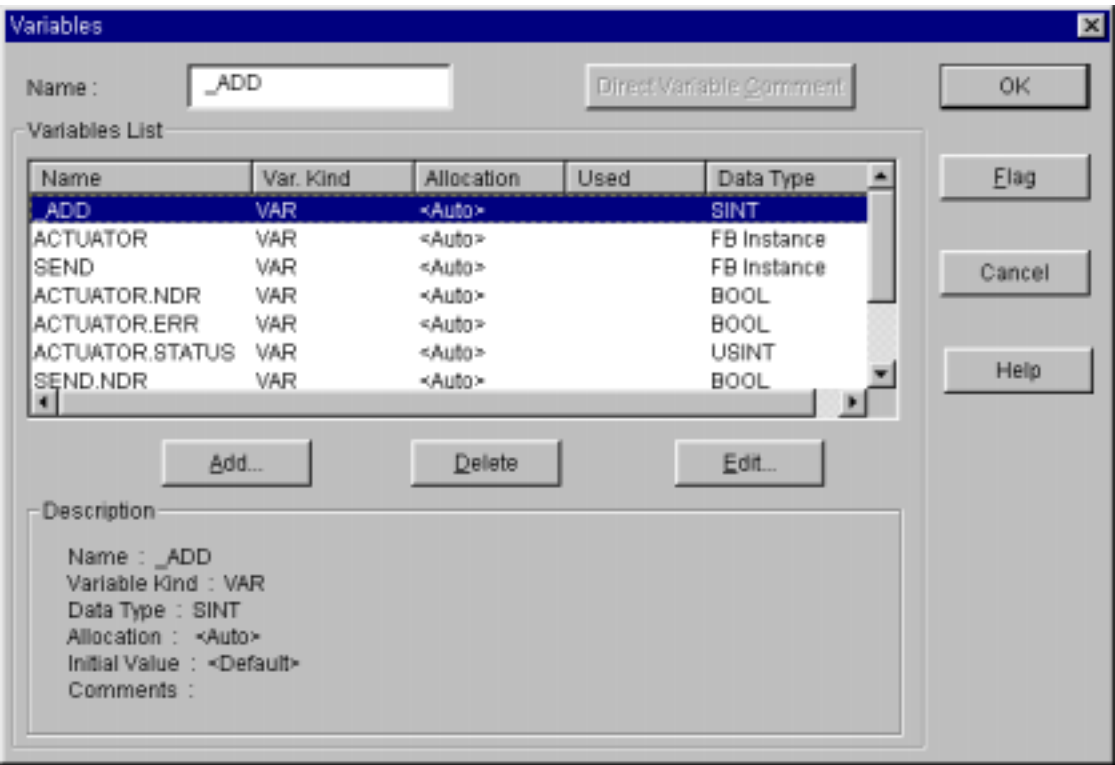 Variables
Name : _ADD Direct Variable Comment OK
Variables List
Name Var. Kind Allocation Used Data Type
_ADD VAR <Auto> SINT
ACTUATOR VAR <Auto> FB Instance
SEND VAR <Auto> FB Instance
ACTUATOR.NDR VAR <Auto> BOOL
ACTUATOR.ERR VAR <Auto> BOOL
ACTUATOR.STATUS VAR <Auto> USINT
SEND.NDR VAR <Auto> BOOL
Flag
Cancel
Help
Add... Delete Edit...
Description
Name : _ADD
Variable Kind : VAR
Data Type : SINT
Allocation : <Auto>
Initial Value : <Default>
Comments :